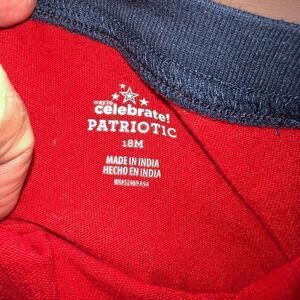 way to
celebrate!
PATRIOTIC
18M
MADE IN INDIA
HECHO EN INDIA